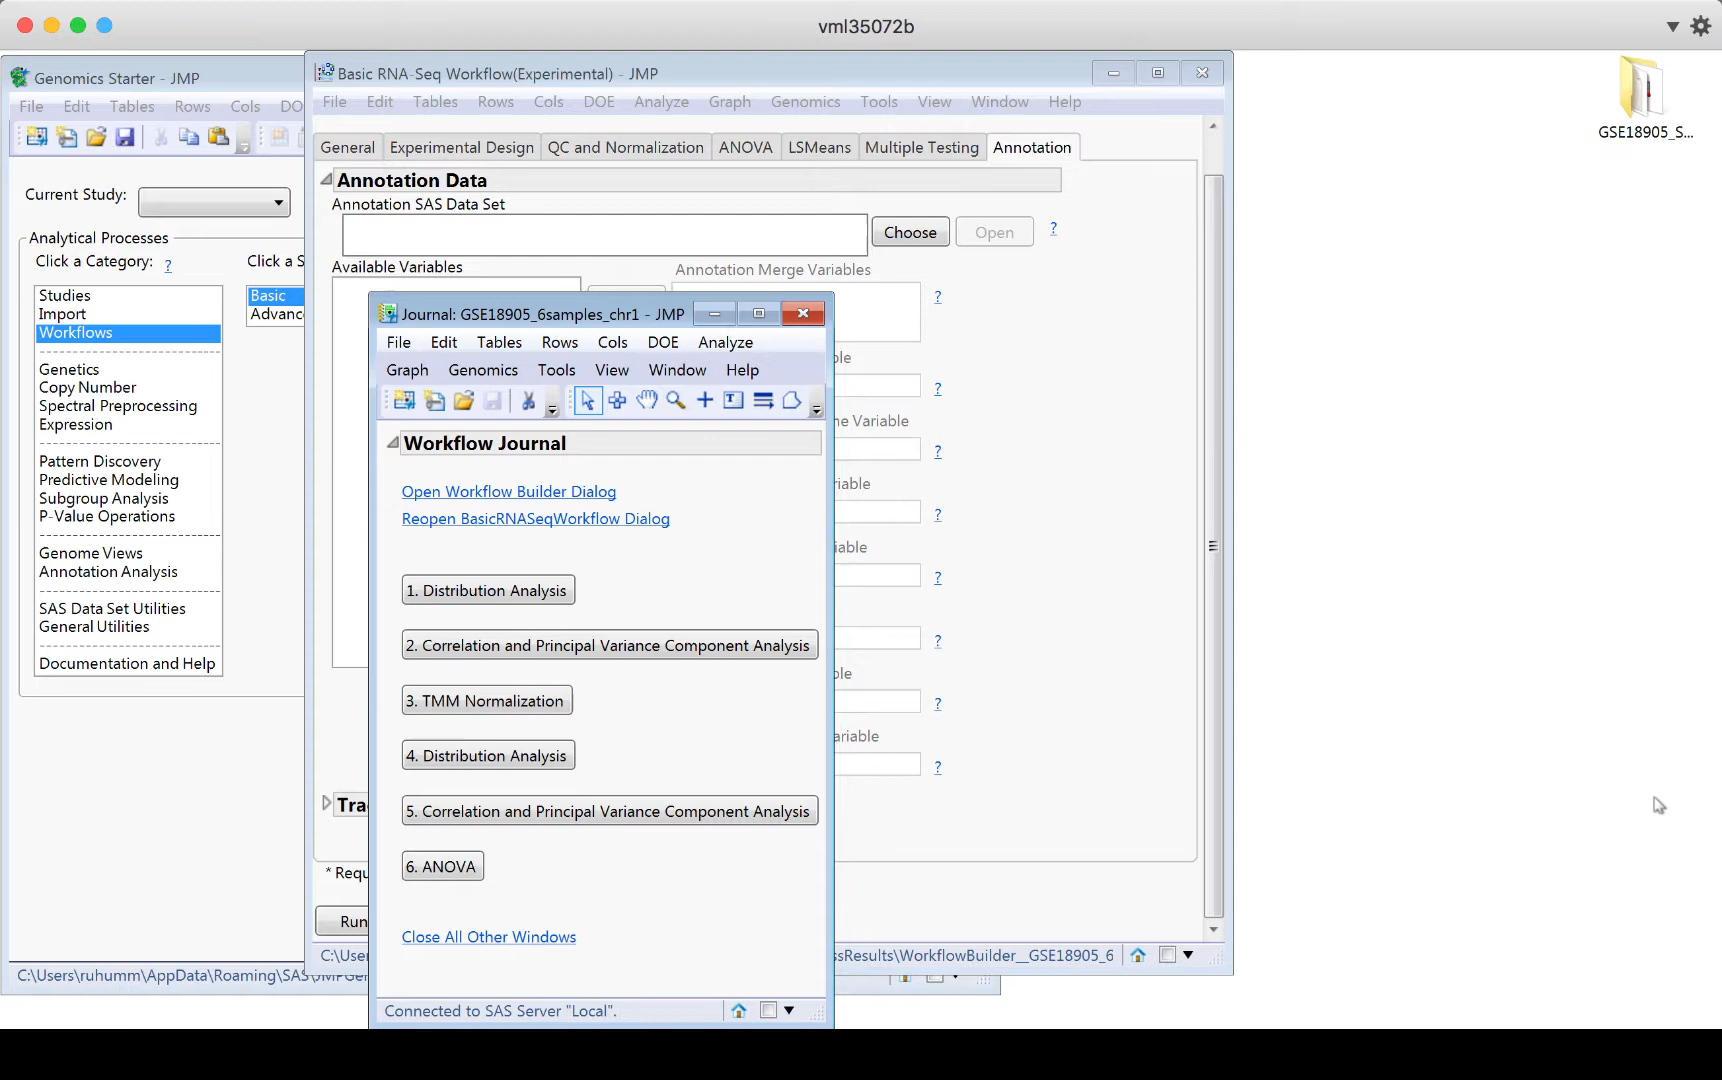 vml35072b
GSE18905_S...
Genomics Starter - JMP
File Edit Tables Rows Cols DO
Current Study:
Analytical Processes
Click a Category: ?
Click a S
Studies
Import
Workflows
Genetics
Copy Number
Spectral Preprocessing
Expression
Pattern Discovery
Predictive Modeling
Subgroup Analysis
P-Value Operations
Genome Views
Annotation Analysis
SAS Data Set Utilities
General Utilities
Documentation and Help
Basic
Advanc
C:\Users\ruhumm\AppData\Roaming\SAS\JMPGe
Basic RNA-Seq Workflow(Experimental) - JMP
File Edit Tables Rows Cols DOE Analyze Graph Genomics Tools View Window Help
General Experimental Design QC and Normalization ANOVA LSMeans Multiple Testing Annotation
Annotation Data
Annotation SAS Data Set
Choose Open ?
Available Variables
Annotation Merge Variables
?
ble
?
ne Variable
?
riable
?
iable
?
?
ble
?
ariable
?
Tra
* Requ
Run
C:\Use
ssResults\WorkflowBuilder__GSE18905_6
Journal: GSE18905_6samples_chr1 - JMP
File Edit Tables Rows Cols DOE Analyze
Graph Genomics Tools View Window Help
Workflow Journal
Open Workflow Builder Dialog
Reopen BasicRNASeqWorkflow Dialog
1. Distribution Analysis
2. Correlation and Principal Variance Component Analysis
3. TMM Normalization
4. Distribution Analysis
5. Correlation and Principal Variance Component Analysis
6. ANOVA
Close All Other Windows
Connected to SAS Server "Local".